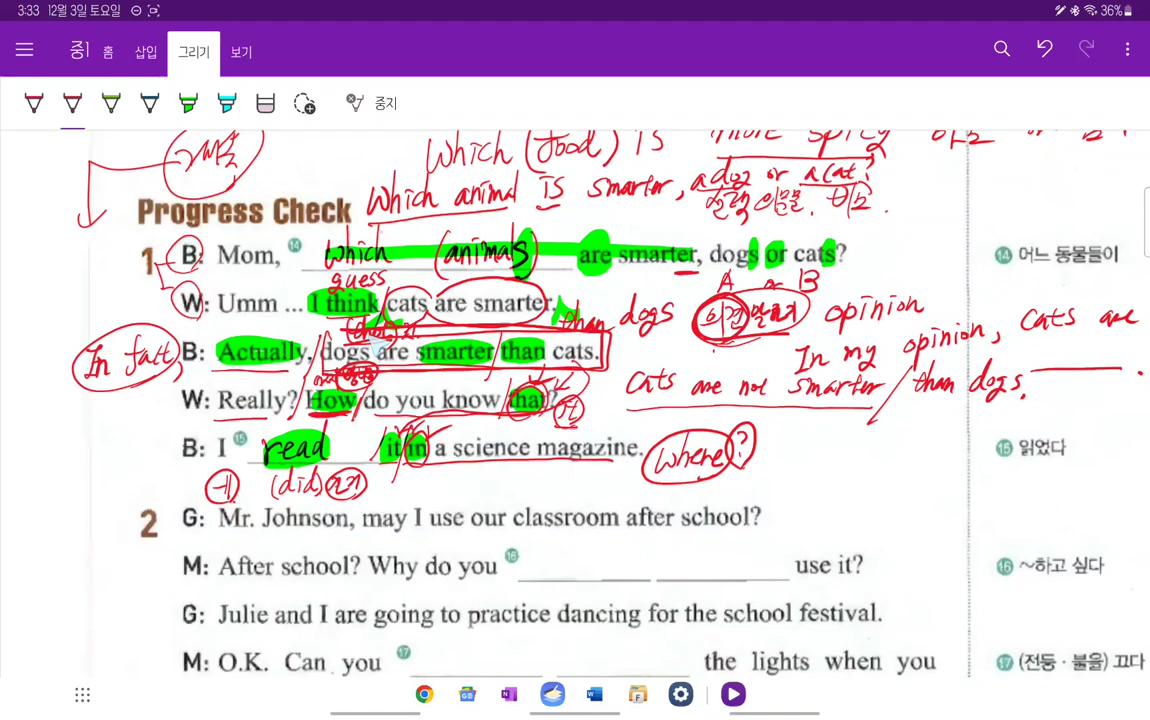 3:33 12월 3일 토요일 36%
중1 홈 삽입 그리기 보기
중지
Which (food) is more spicy
Which animal is smarter, a dog or a cat?
Progress Check
1 B: Mom, ⑭ which (animals) are smarter, dogs or cats? ⑭ 어느 동물들이
guess A or B
W: Umm ... I think cats are smarter. than dogs 의견 말하기 opinion
(that)
In my opinion, cats are
In fact, B: Actually, dogs are smarter than cats.
cats are not smarter than dogs.
W: Really? How do you know that? it
B: I ⑮ read it in a science magazine. where? ⑮ 읽었다
(did)
2 G: Mr. Johnson, may I use our classroom after school?
M: After school? Why do you ⑯ use it? ⑯ ~하고 싶다
G: Julie and I are going to practice dancing for the school festival.
M: O.K. Can you ⑰ the lights when you ⑰ (전등·불을) 끄다